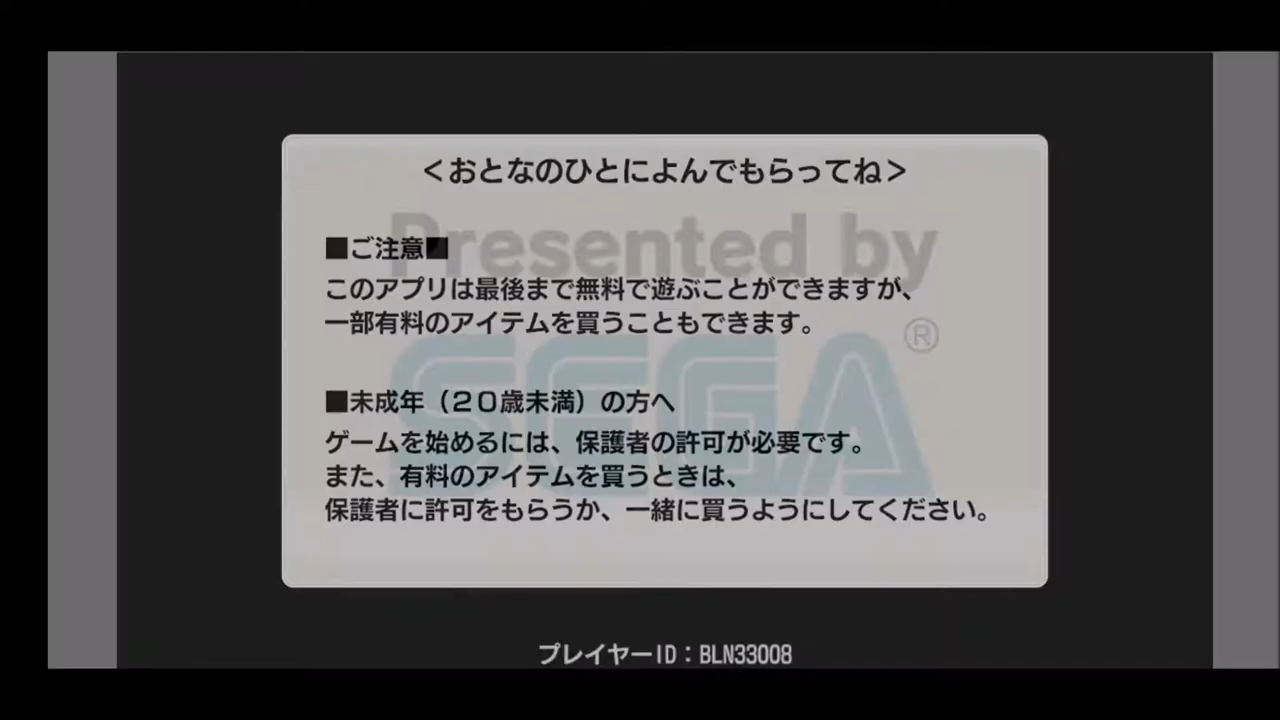 <おとなのひとによんでもらってね>
Presented by
■ご注意■
このアプリは最後まで無料で遊ぶことができますが、
一部有料のアイテムを買うこともできます。
SEGA®
■未成年（20歳未満）の方へ
ゲームを始めるには、保護者の許可が必要です。
また、有料のアイテムを買うときは、
保護者に許可をもらうか、一緒に買うようにしてください。
プレイヤーID：BLN33008